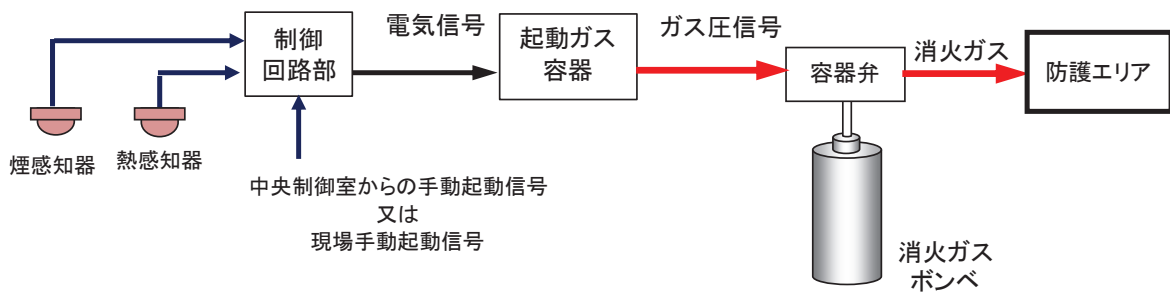 電気信号
ガス圧信号
消火ガス
制御
回路部
起動ガス
容器
容器弁
防護エリア
煙感知器
熱感知器
中央制御室からの手動起動信号
又は
現場手動起動信号
消火ガス
ボンベ